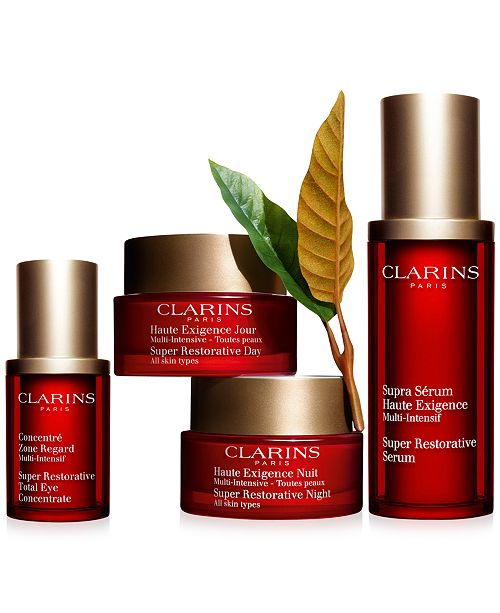 CLARINS
PARIS
Concentré
Zone Regard
Multi-Intensif
Super Restorative
Total Eye
Concentrate
CLARINS
PARIS
Haute Exigence Jour
Multi-Intensive - Toutes peaux
Super Restorative Day
All skin types
CLARINS
PARIS
Haute Exigence Nuit
Multi-Intensive - Toutes peaux
Super Restorative Night
All skin types
CLARINS
PARIS
Supra Sérum
Haute Exigence
Multi-Intensif
Super Restorative
Serum